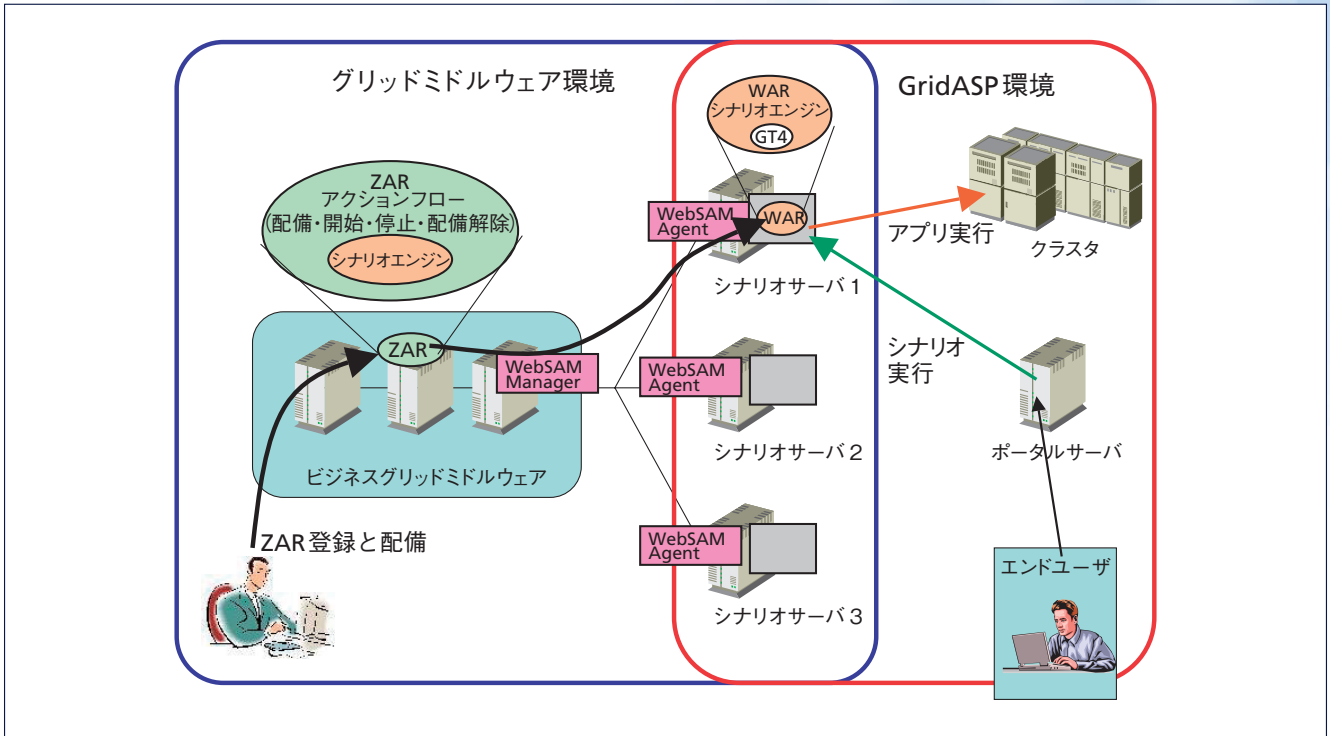 グリッドミドルウェア環境
GridASP環境
WAR
シナリオエンジン
GT4
ZAR
アクションフロー
(配備・開始・停止・配備解除)
シナリオエンジン
WebSAM
Agent
WAR
アプリ実行
クラスタ
シナリオサーバ 1
ZAR
WebSAM
Manager
WebSAM
Agent
シナリオ
実行
シナリオサーバ 2
ポータルサーバ
ビジネスグリッドミドルウェア
ZAR登録と配備
WebSAM
Agent
エンドユーザ
シナリオサーバ 3